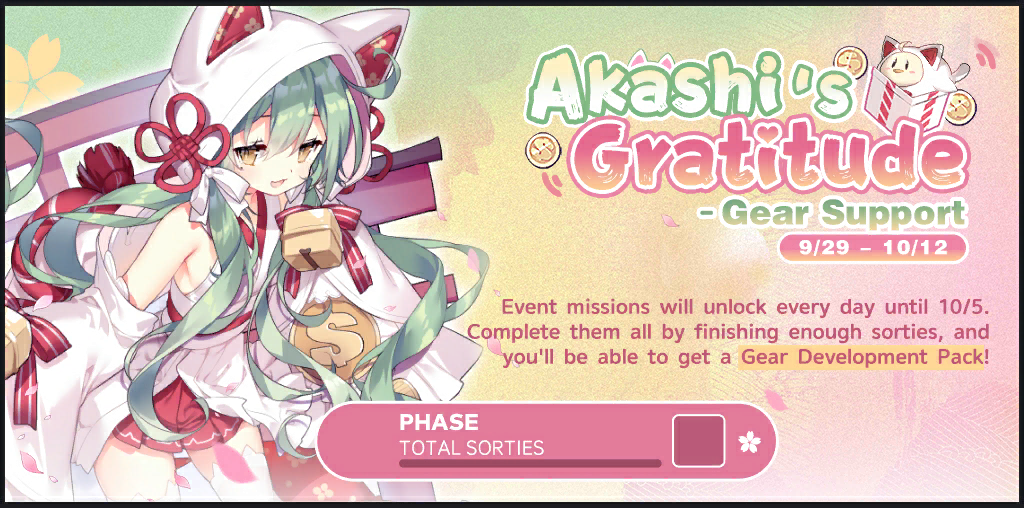 Akashi's
Gratitude
-Gear Support
9/29 – 10/12
Event missions will unlock every day until 10/5.
Complete them all by finishing enough sorties, and
you'll be able to get a Gear Development Pack!
PHASE
TOTAL SORTIES